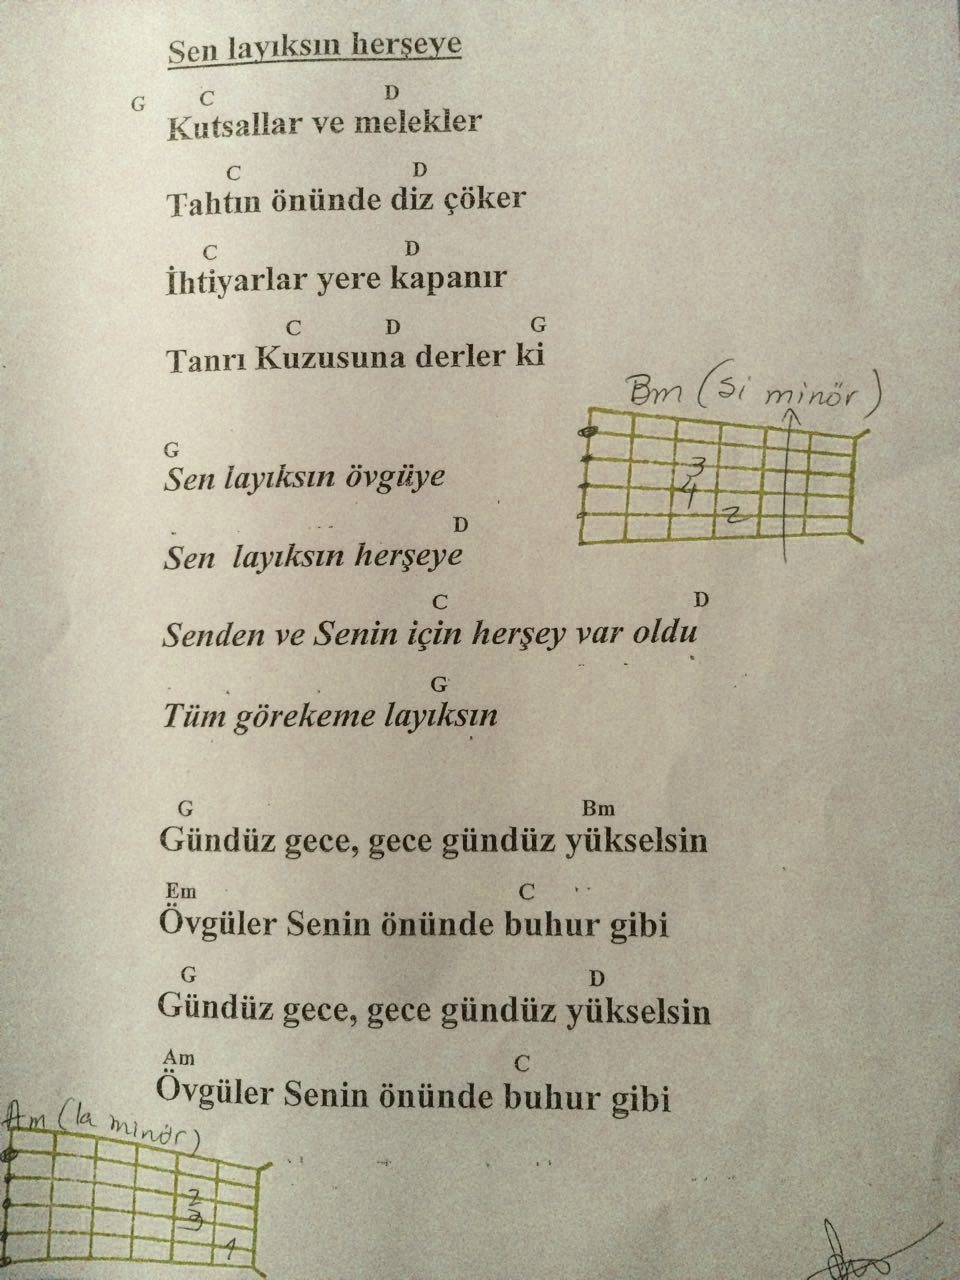 Sen layıksın herşeye
G C D
Kutsallar ve melekler
C D
Tahtın önünde diz çöker
C D
İhtiyarlar yere kapanır
C D G
Tanrı Kuzusuna derler ki
Bm (Si minör)
3
4
2
G
Sen layıksın övgüye
D
Sen layıksın herşeye
C D
Senden ve Senin için herşey var oldu
G
Tüm görekeme layıksın
G Bm
Gündüz gece, gece gündüz yükselsin
Em C
Övgüler Senin önünde buhur gibi
G D
Gündüz gece, gece gündüz yükselsin
Am C
Övgüler Senin önünde buhur gibi
Am (la minör)
2
3
1